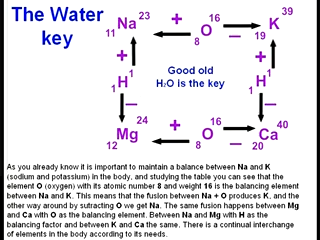 The Water
key
Na 23
11
+
O 16
8
−
K 39
19
+
H 1
1
−
Good old
H2O is the key
+
H 1
1
−
Mg 24
12
+
O 16
8
−
Ca 40
20
As you already know it is important to maintain a balance between Na and K
(sodium and potassium) in the body, and studying the table you can see that the
element O (oxygen) with its atomic number 8 and weight 16 is the balancing element
between Na and K. This means that the fusion between Na + O produces K, and the
other way around by sutracting O we get Na. The same fusion happens between Mg
and Ca with O as the balancing element. Between Na and Mg with H as the
balancing factor and between K and Ca the same. There is a continual interchange
of elements in the body according to its needs.